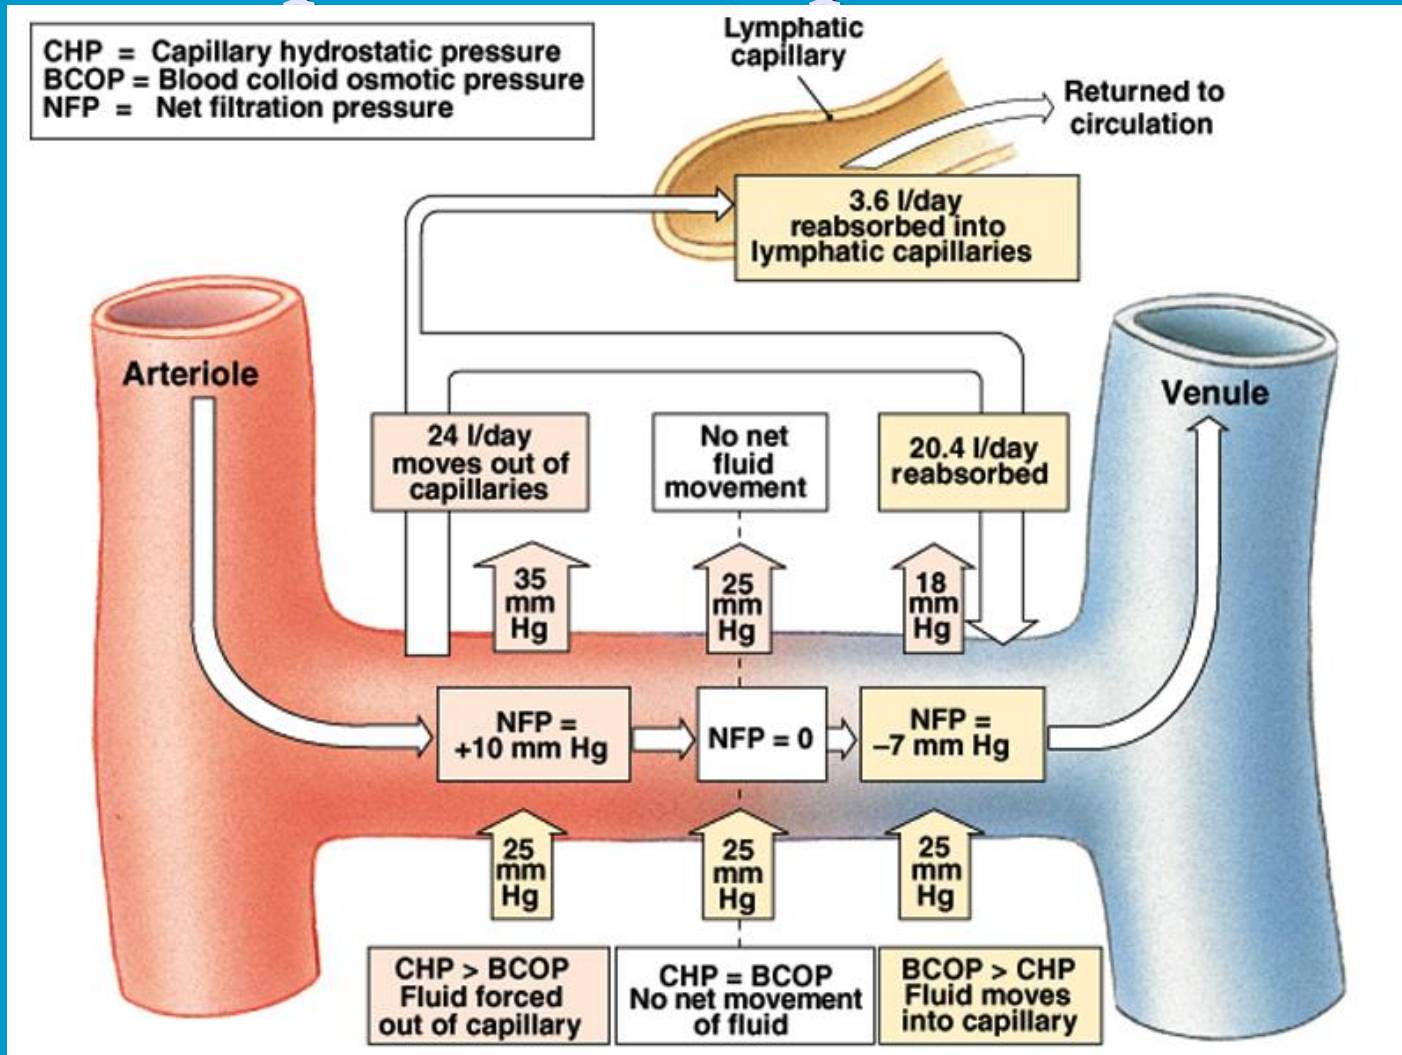 CHP = Capillary hydrostatic pressure
BCOP = Blood colloid osmotic pressure
NFP = Net filtration pressure
Lymphatic
capillary
Returned to
circulation
3.6 l/day
reabsorbed into
lymphatic capillaries
Arteriole
Venule
24 l/day
moves out of
capillaries
No net
fluid
movement
20.4 l/day
reabsorbed
35
mm
Hg
25
mm
Hg
18
mm
Hg
NFP =
+10 mm Hg
NFP = 0
NFP =
–7 mm Hg
25
mm
Hg
25
mm
Hg
25
mm
Hg
CHP > BCOP
Fluid forced
out of capillary
CHP = BCOP
No net movement
of fluid
BCOP > CHP
Fluid moves
into capillary